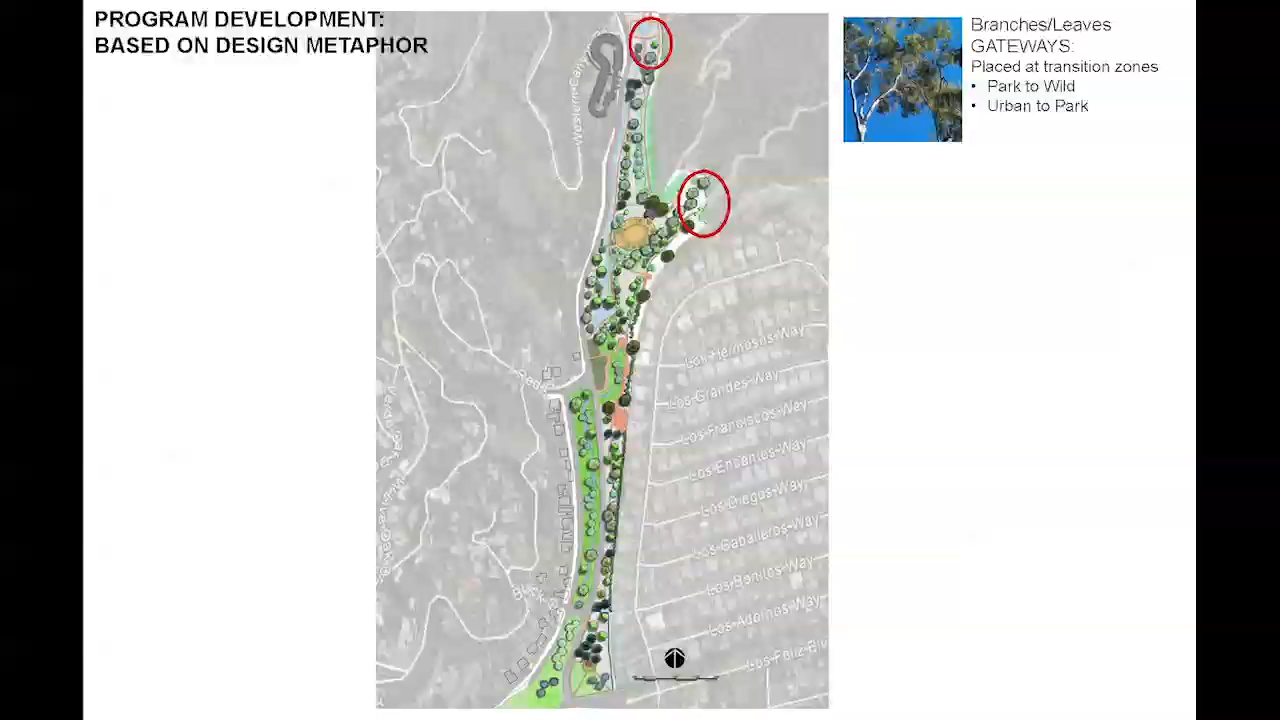 PROGRAM DEVELOPMENT:
BASED ON DESIGN METAPHOR
Branches/Leaves
GATEWAYS:
Placed at transition zones
• Park to Wild
• Urban to Park
Los-Hermosos-Way
Los-Grandes-Way
Los-Franciscos-Way
Los-Encantos-Way
Los-Diegos-Way
Los-Caballeros-Way
Los-Bonitos-Way
Los-Adornos-Way
Los-Feliz-Blv